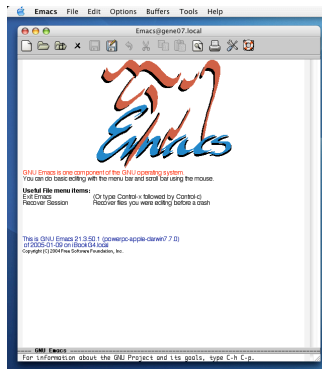 Emacs File Edit Options Buffers Tools Help
Emacs@gene07.local
Emacs
GNU Emacs is one component of the GNU operating system.
You can do basic editing with the menu bar and scroll bar using the mouse.
Useful File menu items:
Exit Emacs (Or type Control-x followed by Control-c)
Recover Session Recover files you were editing before a crash
This is GNU Emacs 21.3.50.1 (powerpc-apple-darwin7.7.0)
of 2005-01-09 on iBookG4.local
Copyright (C) 2004 Free Software Foundation, Inc.
GNU Emacs
For information about the GNU Project and its goals, type C-h C-p.